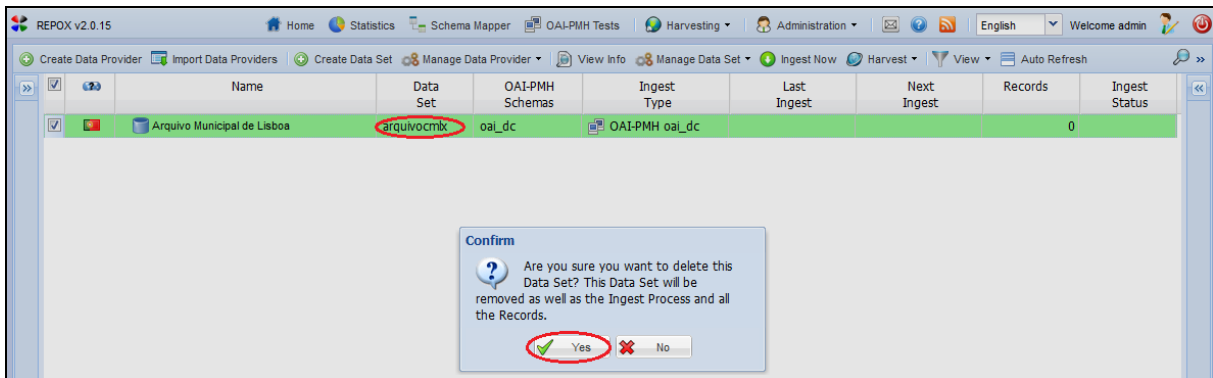 REPOX v2.0.15 Home Statistics Schema Mapper OAI-PMH Tests Harvesting Administration English Welcome admin
Create Data Provider Import Data Providers Create Data Set Manage Data Provider View Info Manage Data Set Ingest Now Harvest View Auto Refresh
Name Data Set OAI-PMH Schemas Ingest Type Last Ingest Next Ingest Records Ingest Status
Arquivo Municipal de Lisboa arquivocmlx oai_dc OAI-PMH oai_dc 0
Confirm
Are you sure you want to delete this
Data Set? This Data Set will be
removed as well as the Ingest Process and all
the Records.
Yes No